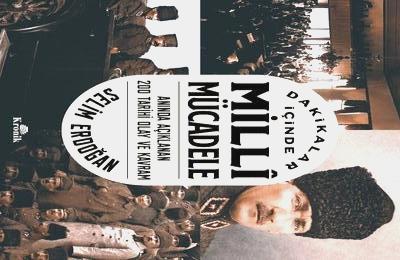 DAKİKALAR
İÇİNDE
MİLLÎ
MÜCADELE
ANINDA AÇIKLANAN
200 TARİHİ OLAY VE KAVRAM
SELİM ERDOĞAN
Kronik